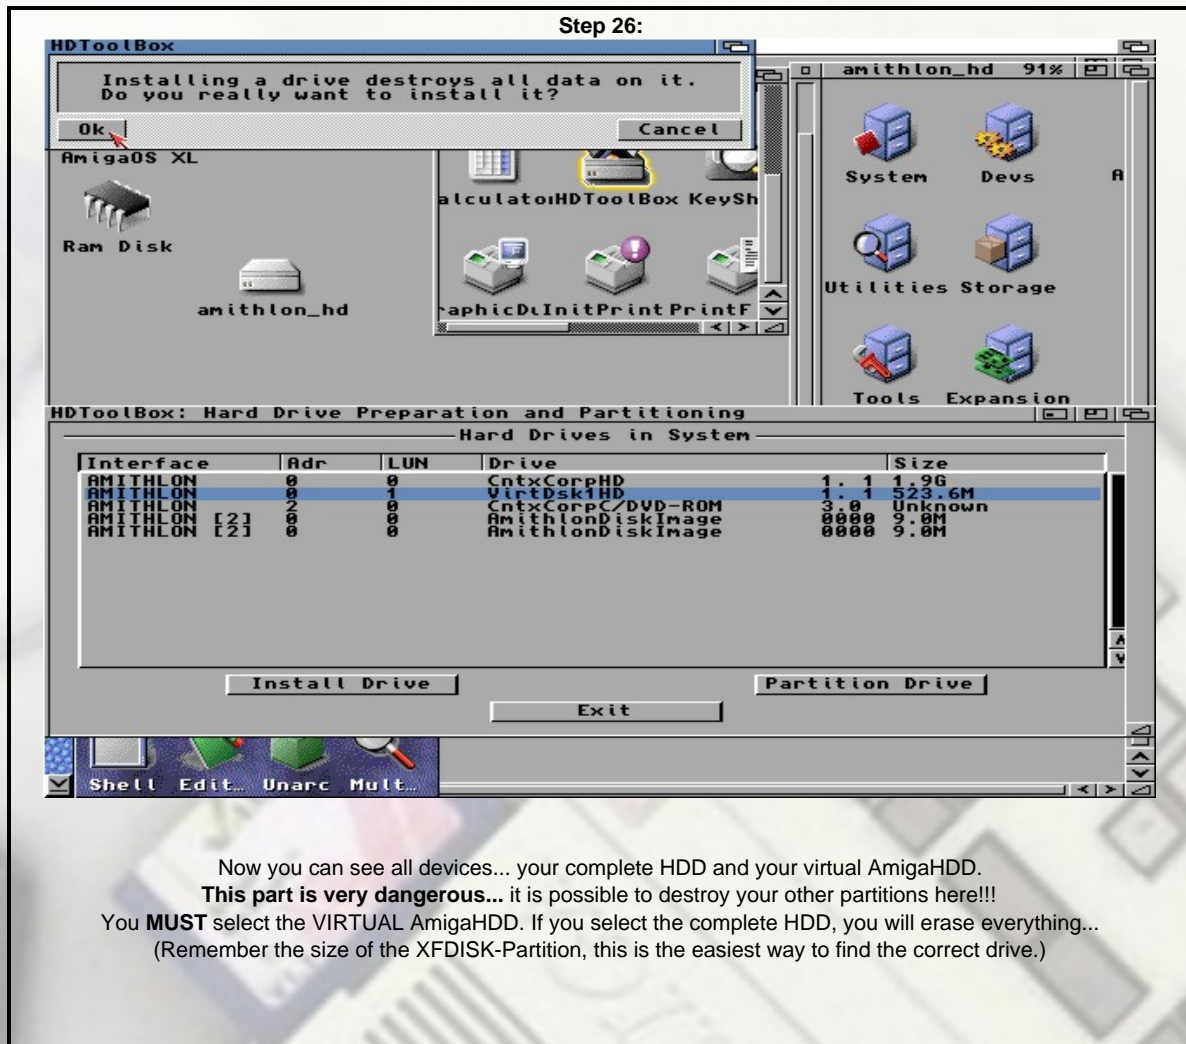 Step 26:
HDToolBox
Installing a drive destroys all data on it.
Do you really want to install it?
Ok
Cancel
amithlon_hd 91%
AmigaOS XL
Ram Disk
amithlon_hd
alculator
HDToolBox
KeySh
aphicDu
InitPrint
PrintF
System
Devs
A
Utilities
Storage
Tools
Expansion
HDToolBox: Hard Drive Preparation and Partitioning
Hard Drives in System
Interface Adr LUN Drive Size
AMITHLON 0 0 CntxCorpHD 1. 1 1.9G
AMITHLON 0 1 VirtDsk1HD 1. 1 523.6M
AMITHLON 2 0 CntxCorpC/DVD-ROM 3.0 Unknown
AMITHLON [2] 0 0 AmithlonDiskImage 0000 9.0M
AMITHLON [2] 0 0 AmithlonDiskImage 0000 9.0M
Install Drive
Partition Drive
Exit
Shell Edit… Unarc Mult…
Now you can see all devices... your complete HDD and your virtual AmigaHDD.
This part is very dangerous... it is possible to destroy your other partitions here!!!
You MUST select the VIRTUAL AmigaHDD. If you select the complete HDD, you will erase everything...
(Remember the size of the XFDISK-Partition, this is the easiest way to find the correct drive.)